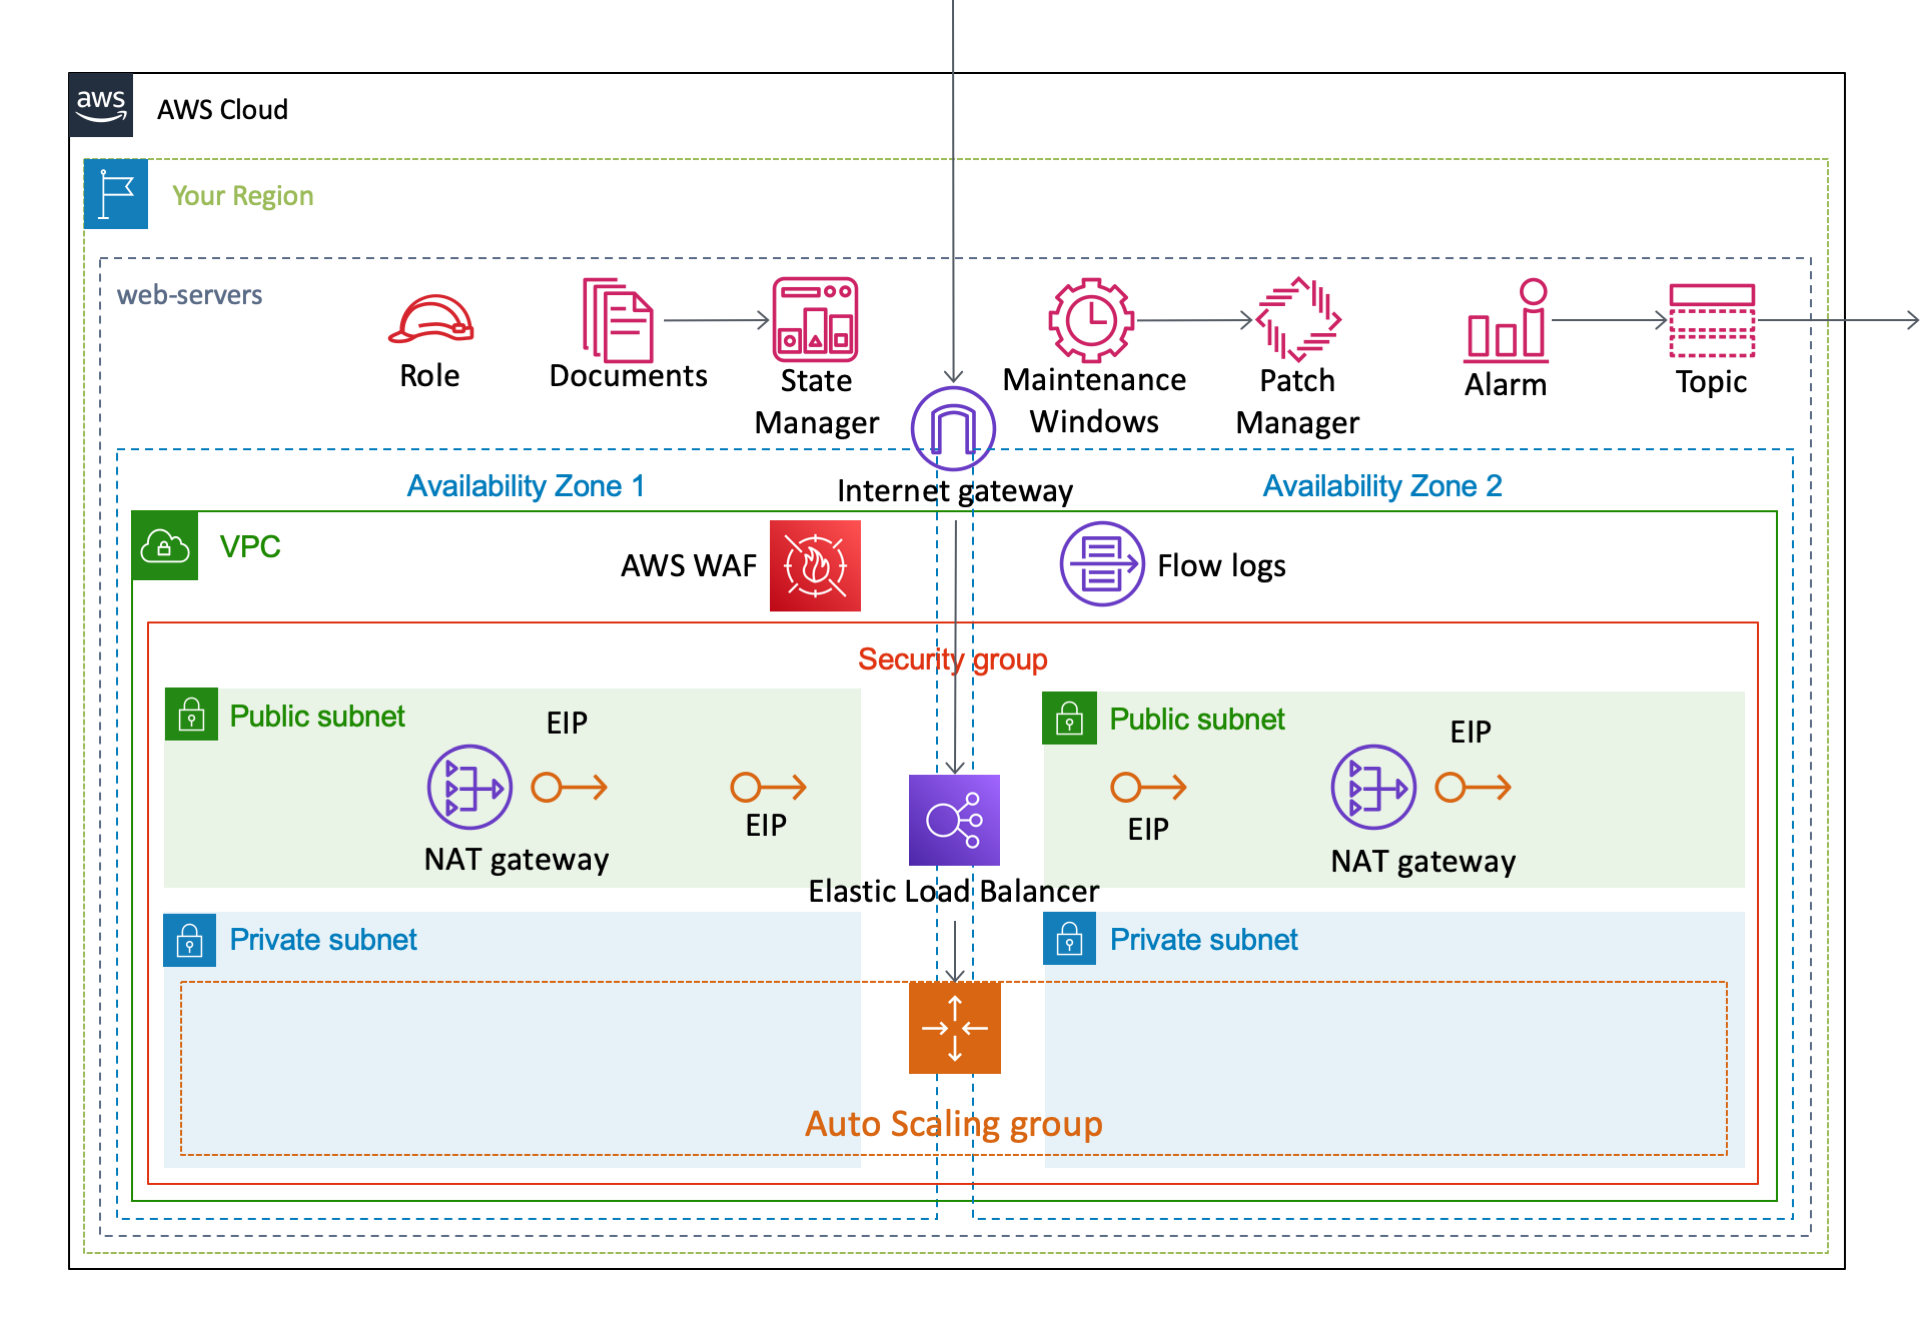 aws
AWS Cloud
Your Region
web-servers
Role
Documents
State
Manager
Maintenance
Windows
Patch
Manager
Alarm
Topic
Availability Zone 1
Internet gateway
Availability Zone 2
VPC
AWS WAF
Flow logs
Security group
Public subnet
EIP
EIP
NAT gateway
Public subnet
EIP
EIP
NAT gateway
Elastic Load Balancer
Private subnet
Private subnet
Auto Scaling group